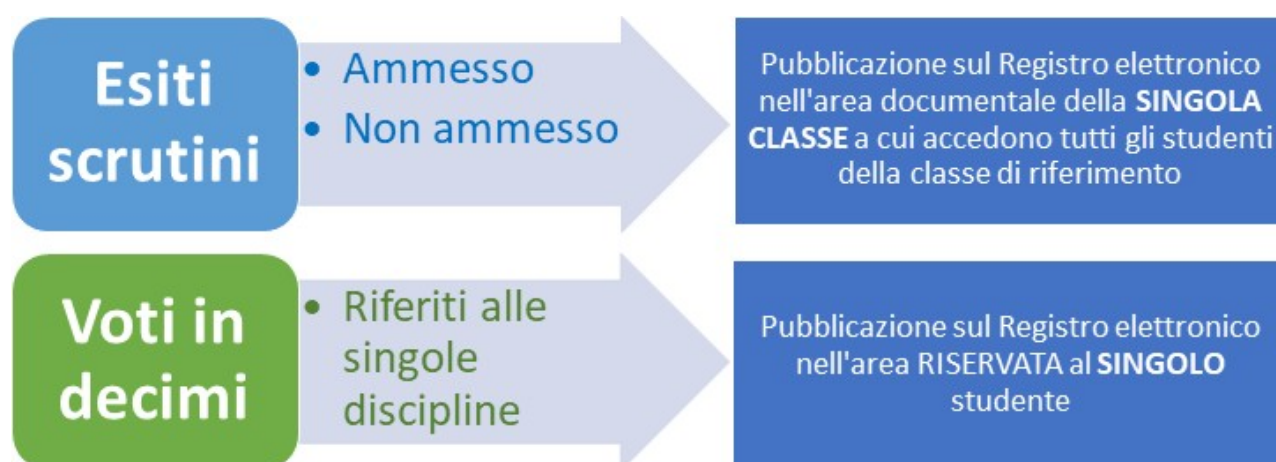 Esiti
scrutini
• Ammesso
• Non ammesso
Pubblicazione sul Registro elettronico
nell'area documentale della SINGOLA
CLASSE a cui accedono tutti gli studenti
della classe di riferimento
Voti in
decimi
• Riferiti alle
singole
discipline
Pubblicazione sul Registro elettronico
nell'area RISERVATA al SINGOLO
studente